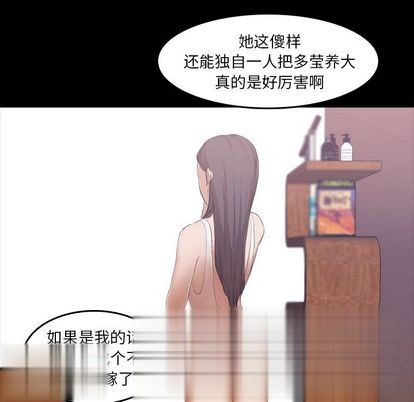 她这傻样
还能独自一人把多莹养大
真的是好厉害啊
如果是我的
个不
嫁了